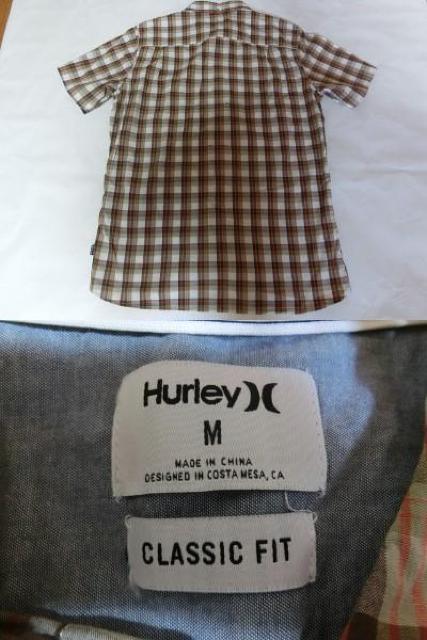 Hurley
M
MADE IN CHINA
DESIGNED IN COSTA MESA, CA
CLASSIC FIT